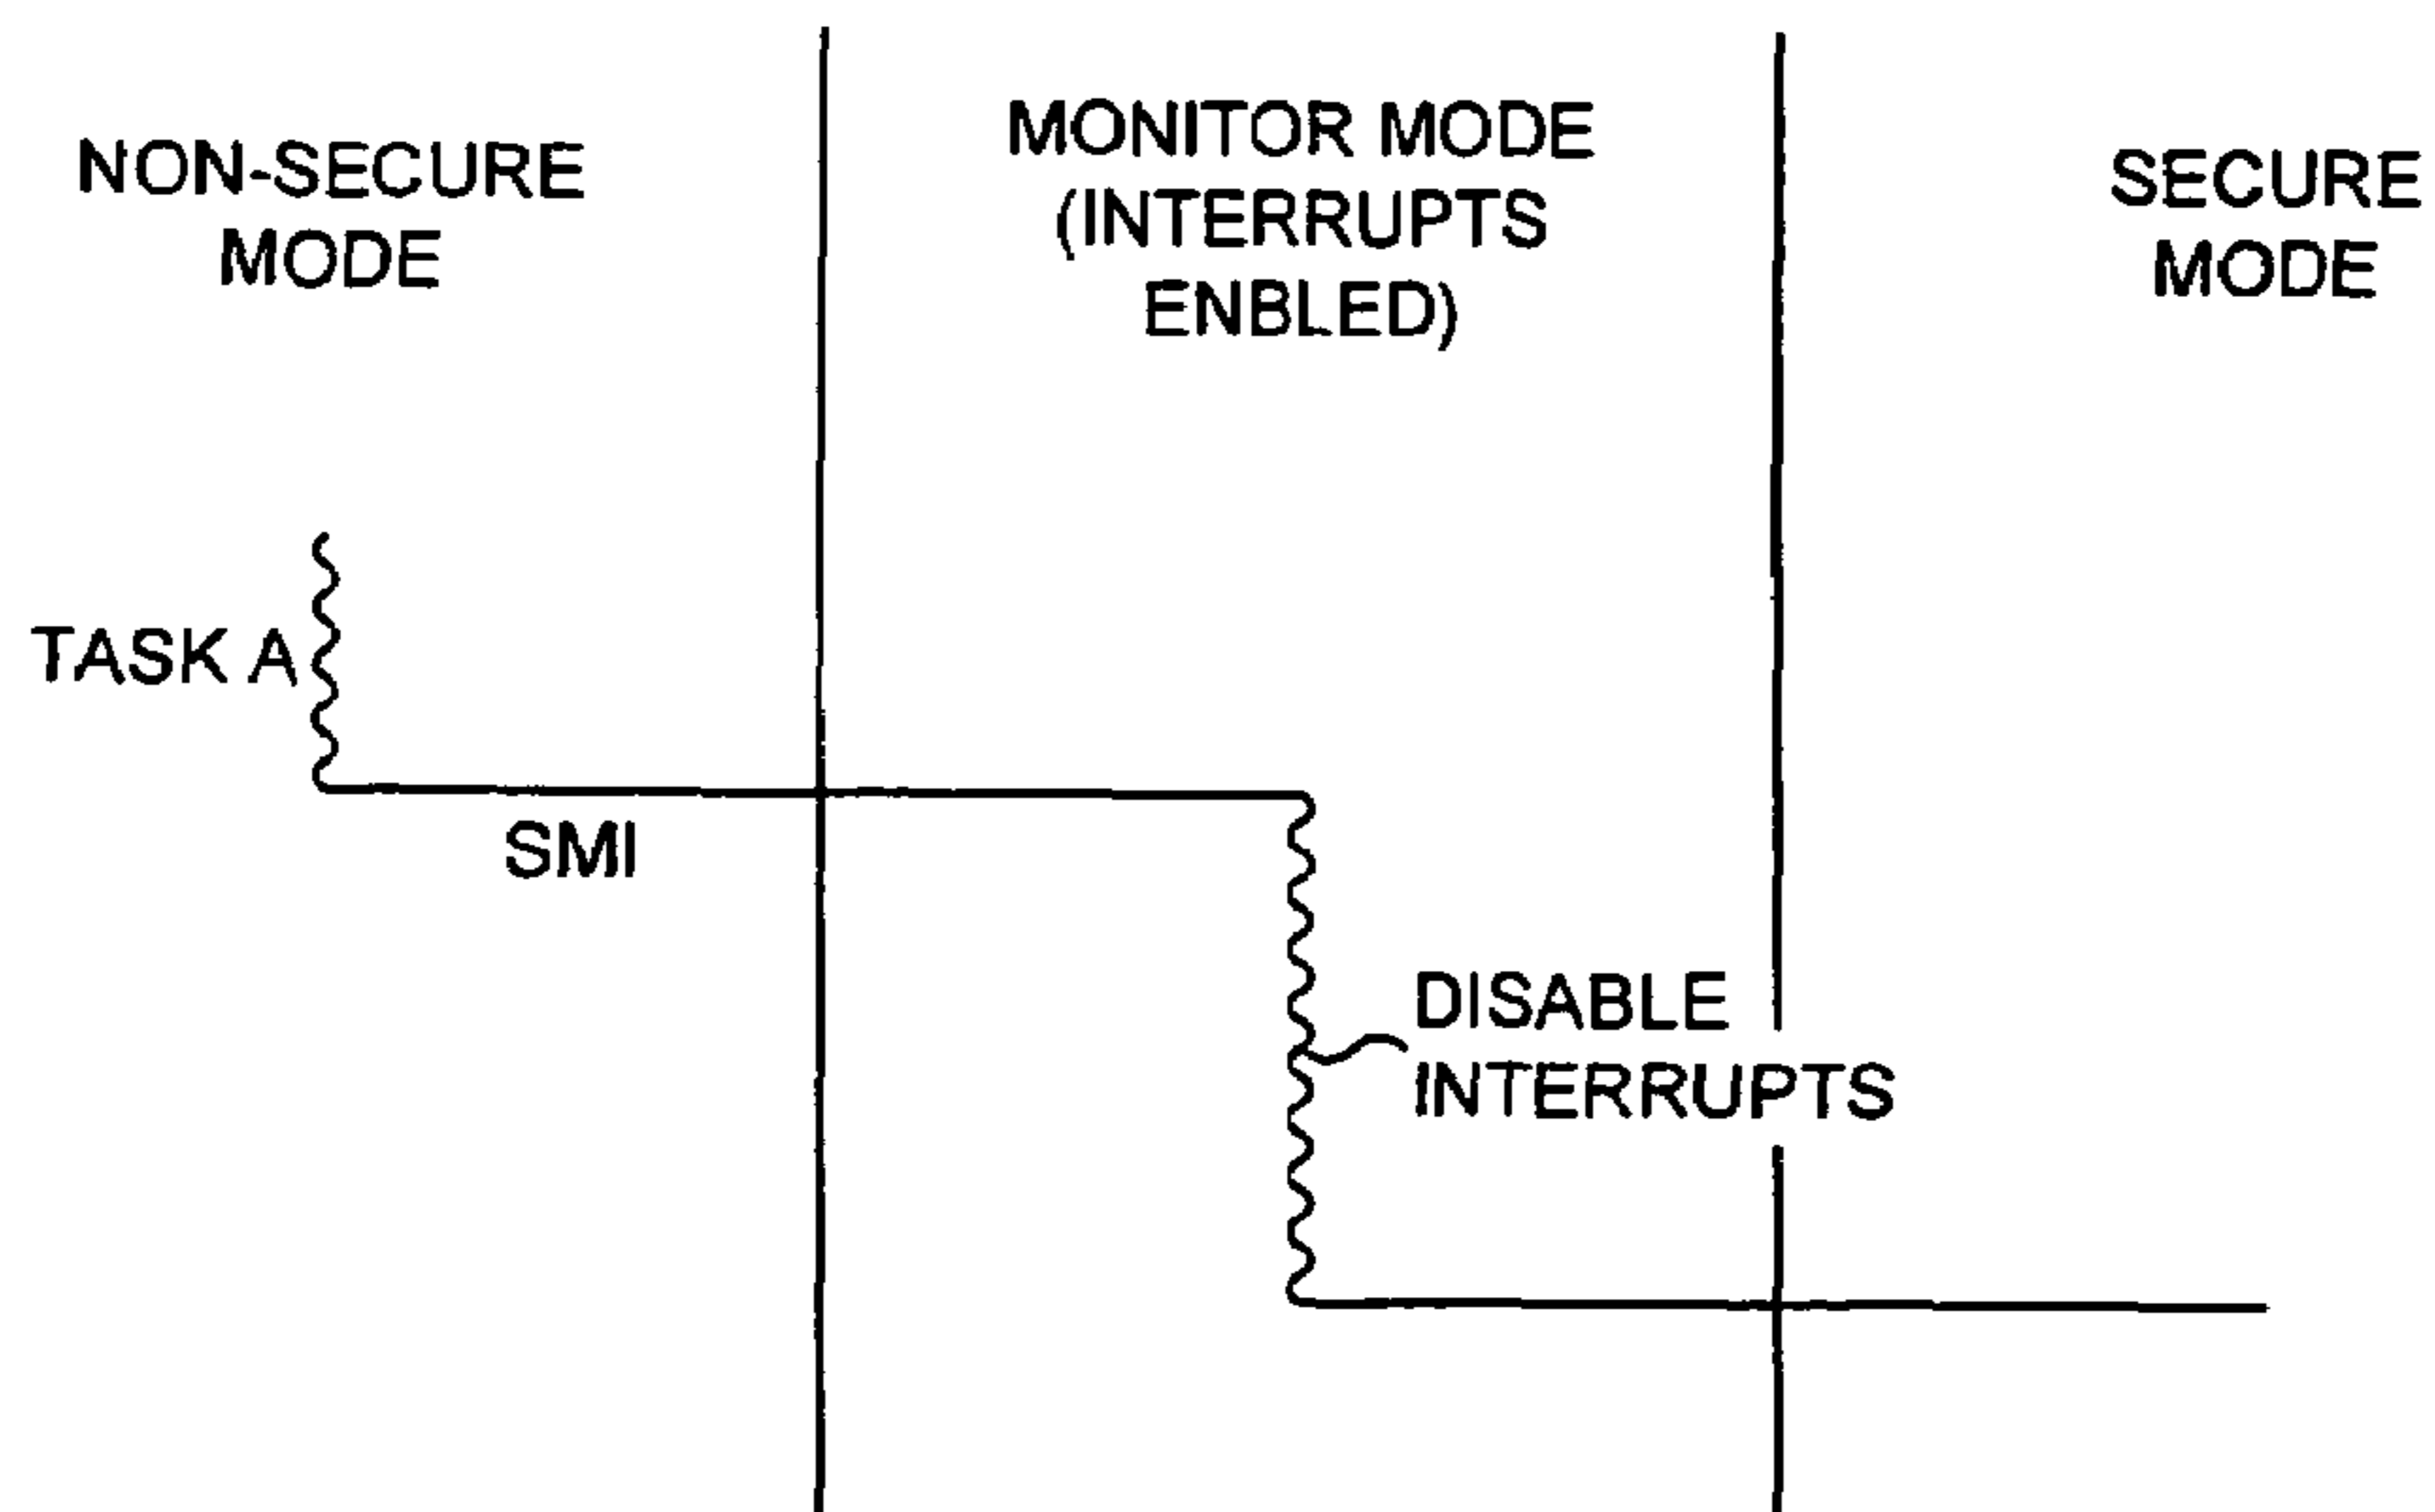 NON-SECURE
MODE
MONITOR MODE
(INTERRUPTS
ENBLED)
SECURE
MODE
TASK A
SMI
DISABLE
INTERRUPTS